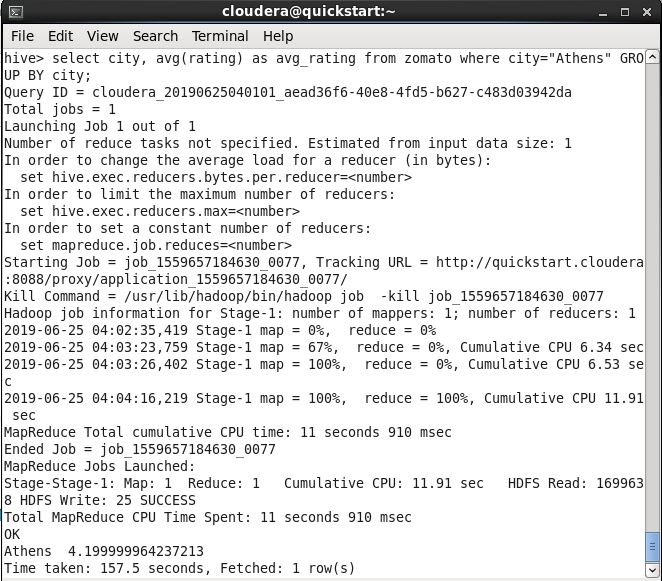 cloudera@quickstart:~
File Edit View Search Terminal Help
hive> select city, avg(rating) as avg_rating from zomato where city="Athens" GRO
UP BY city;
Query ID = cloudera_20190625040101_aead36f6-40e8-4fd5-b627-c483d03942da
Total jobs = 1
Launching Job 1 out of 1
Number of reduce tasks not specified. Estimated from input data size: 1
In order to change the average load for a reducer (in bytes):
  set hive.exec.reducers.bytes.per.reducer=<number>
In order to limit the maximum number of reducers:
  set hive.exec.reducers.max=<number>
In order to set a constant number of reducers:
  set mapreduce.job.reduces=<number>
Starting Job = job_1559657184630_0077, Tracking URL = http://quickstart.cloudera
:8088/proxy/application_1559657184630_0077/
Kill Command = /usr/lib/hadoop/bin/hadoop job  -kill job_1559657184630_0077
Hadoop job information for Stage-1: number of mappers: 1; number of reducers: 1
2019-06-25 04:02:35,419 Stage-1 map = 0%,  reduce = 0%
2019-06-25 04:03:23,759 Stage-1 map = 67%,  reduce = 0%, Cumulative CPU 6.34 sec
2019-06-25 04:03:26,402 Stage-1 map = 100%,  reduce = 0%, Cumulative CPU 6.53 se
c
2019-06-25 04:04:16,219 Stage-1 map = 100%,  reduce = 100%, Cumulative CPU 11.91
 sec
MapReduce Total cumulative CPU time: 11 seconds 910 msec
Ended Job = job_1559657184630_0077
MapReduce Jobs Launched:
Stage-Stage-1: Map: 1  Reduce: 1   Cumulative CPU: 11.91 sec   HDFS Read: 169963
8 HDFS Write: 25 SUCCESS
Total MapReduce CPU Time Spent: 11 seconds 910 msec
OK
Athens  4.199999964237213
Time taken: 157.5 seconds, Fetched: 1 row(s)